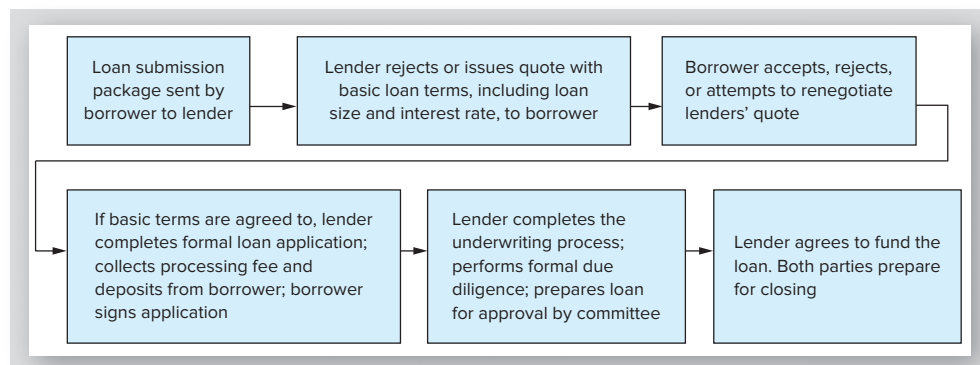 Loan submission
package sent by
borrower to lender
Lender rejects or issues quote with
basic loan terms, including loan
size and interest rate, to borrower
Borrower accepts, rejects,
or attempts to renegotiate
lenders' quote
If basic terms are agreed to, lender
completes formal loan application;
collects processing fee and
deposits from borrower; borrower
signs application
Lender completes the
underwriting process;
performs formal due
diligence; prepares loan
for approval by committee
Lender agrees to fund the
loan. Both parties prepare
for closing